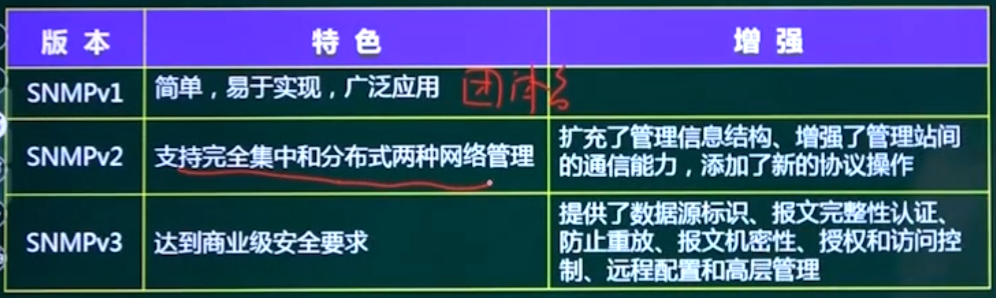 版 本 特 色 增 强
SNMPv1 简单，易于实现，广泛应用 团体名
SNMPv2 支持完全集中和分布式两种网络管理
扩充了管理信息结构、增强了管理站间
的通信能力，添加了新的协议操作
SNMPv3 达到商业级安全要求
提供了数据源标识、报文完整性认证、
防止重放、报文机密性、授权和访问控
制、远程配置和高层管理